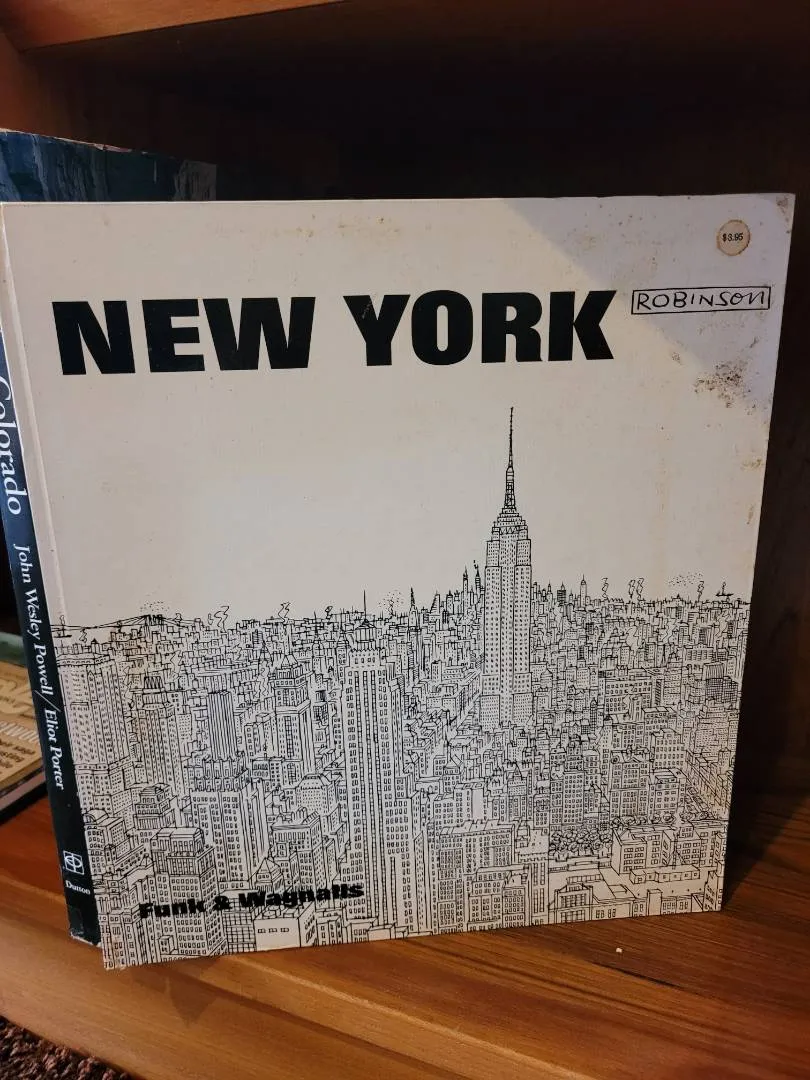 $3.95
NEW YORK
ROBINSON
Funk & Wagnalls
Colorado
John Wesley Powell/Eliot Porter
Dutton